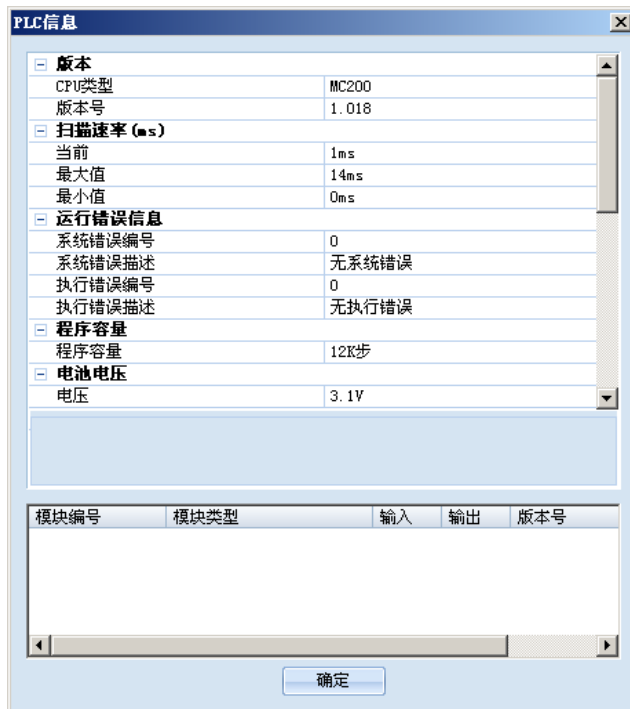 PLC信息
版本
CPU类型 MC200
版本号 1.018
扫描速率(ms)
当前 1ms
最大值 14ms
最小值 0ms
运行错误信息
系统错误编号 0
系统错误描述 无系统错误
执行错误编号 0
执行错误描述 无执行错误
程序容量
程序容量 12K步
电池电压
电压 3.1V
模块编号 模块类型 输入 输出 版本号
确定